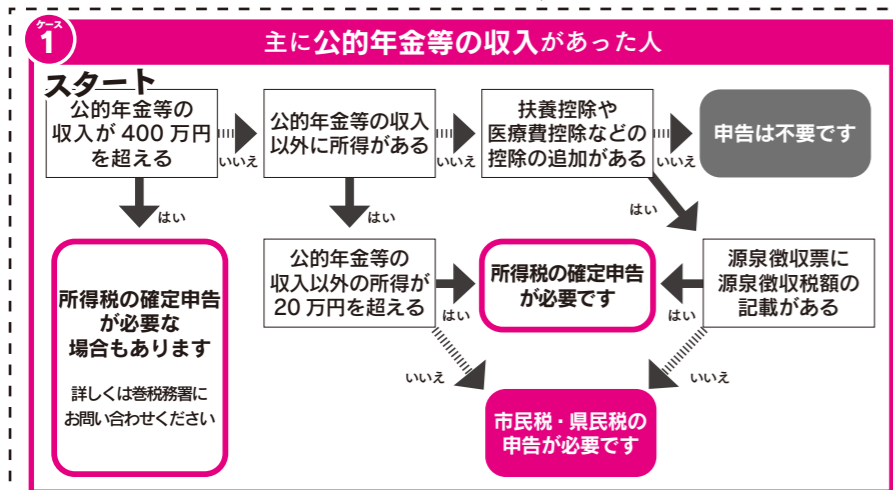 ケース
1
主に公的年金等の収入があった人
スタート
公的年金等の
収入が 400 万円
を超える
いいえ
公的年金等の収入
以外に所得がある
いいえ
扶養控除や
医療費控除などの
控除の追加がある
いいえ
申告は不要です
はい
はい
はい
所得税の確定申告
が必要な
場合もあります
詳しくは巻税務署に
お問い合わせください
公的年金等の
収入以外の所得が
20 万円を超える
はい
所得税の確定申告
が必要です
はい
源泉徴収票に
源泉徴収税額の
記載がある
いいえ
いいえ
市民税・県民税の
申告が必要です